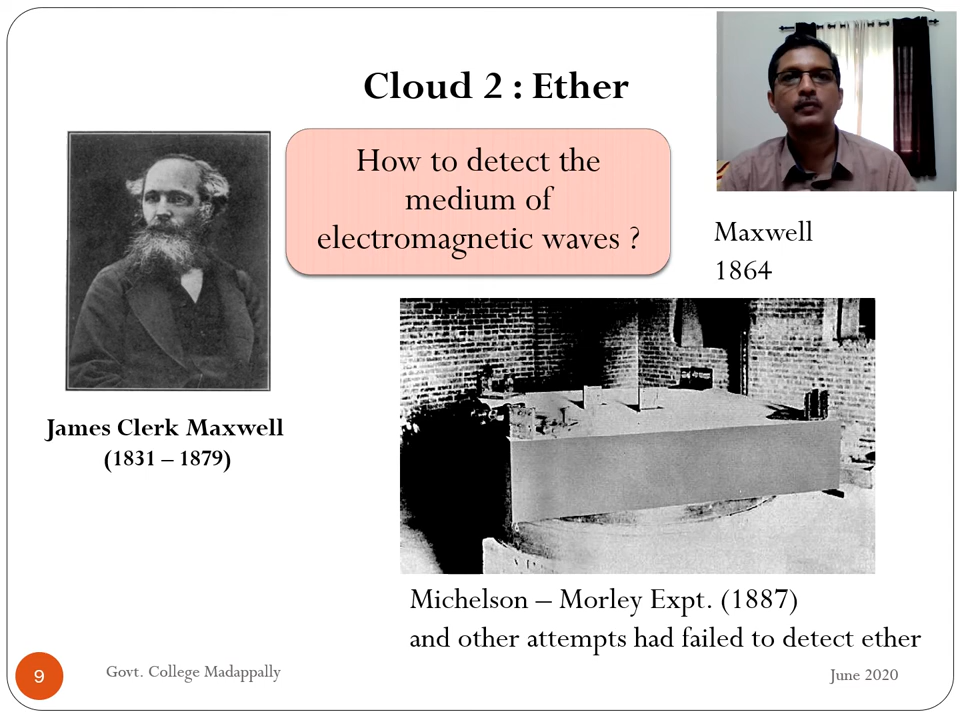 Cloud 2 : Ether
How to detect the
medium of
electromagnetic waves ?
Maxwell
1864
James Clerk Maxwell
(1831 – 1879)
Michelson – Morley Expt. (1887)
and other attempts had failed to detect ether
9
Govt. College Madappally
June 2020